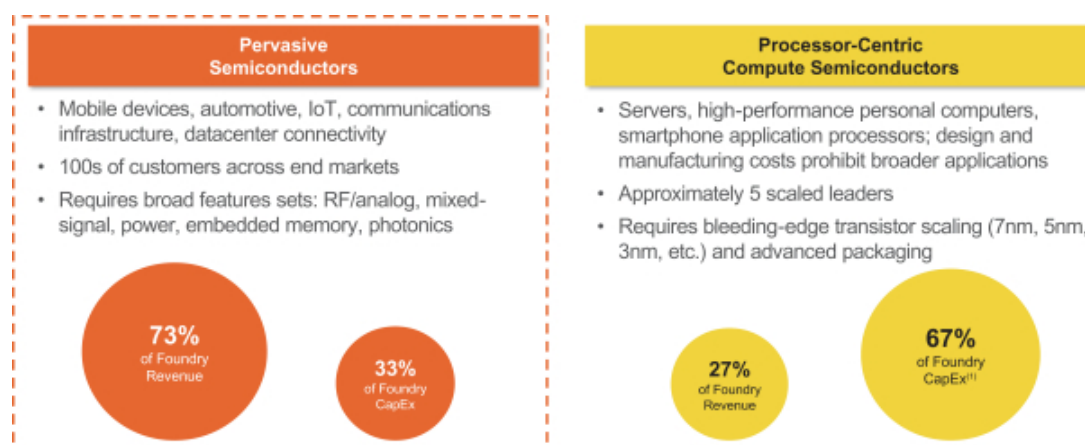 Pervasive
Semiconductors
• Mobile devices, automotive, IoT, communications
infrastructure, datacenter connectivity
• 100s of customers across end markets
• Requires broad features sets: RF/analog, mixed-
signal, power, embedded memory, photonics
73%
of Foundry
Revenue
33%
of Foundry
CapEx
Processor-Centric
Compute Semiconductors
• Servers, high-performance personal computers,
smartphone application processors; design and
manufacturing costs prohibit broader applications
• Approximately 5 scaled leaders
• Requires bleeding-edge transistor scaling (7nm, 5nm,
3nm, etc.) and advanced packaging
27%
of Foundry
Revenue
67%
of Foundry
CapEx⁽¹⁾